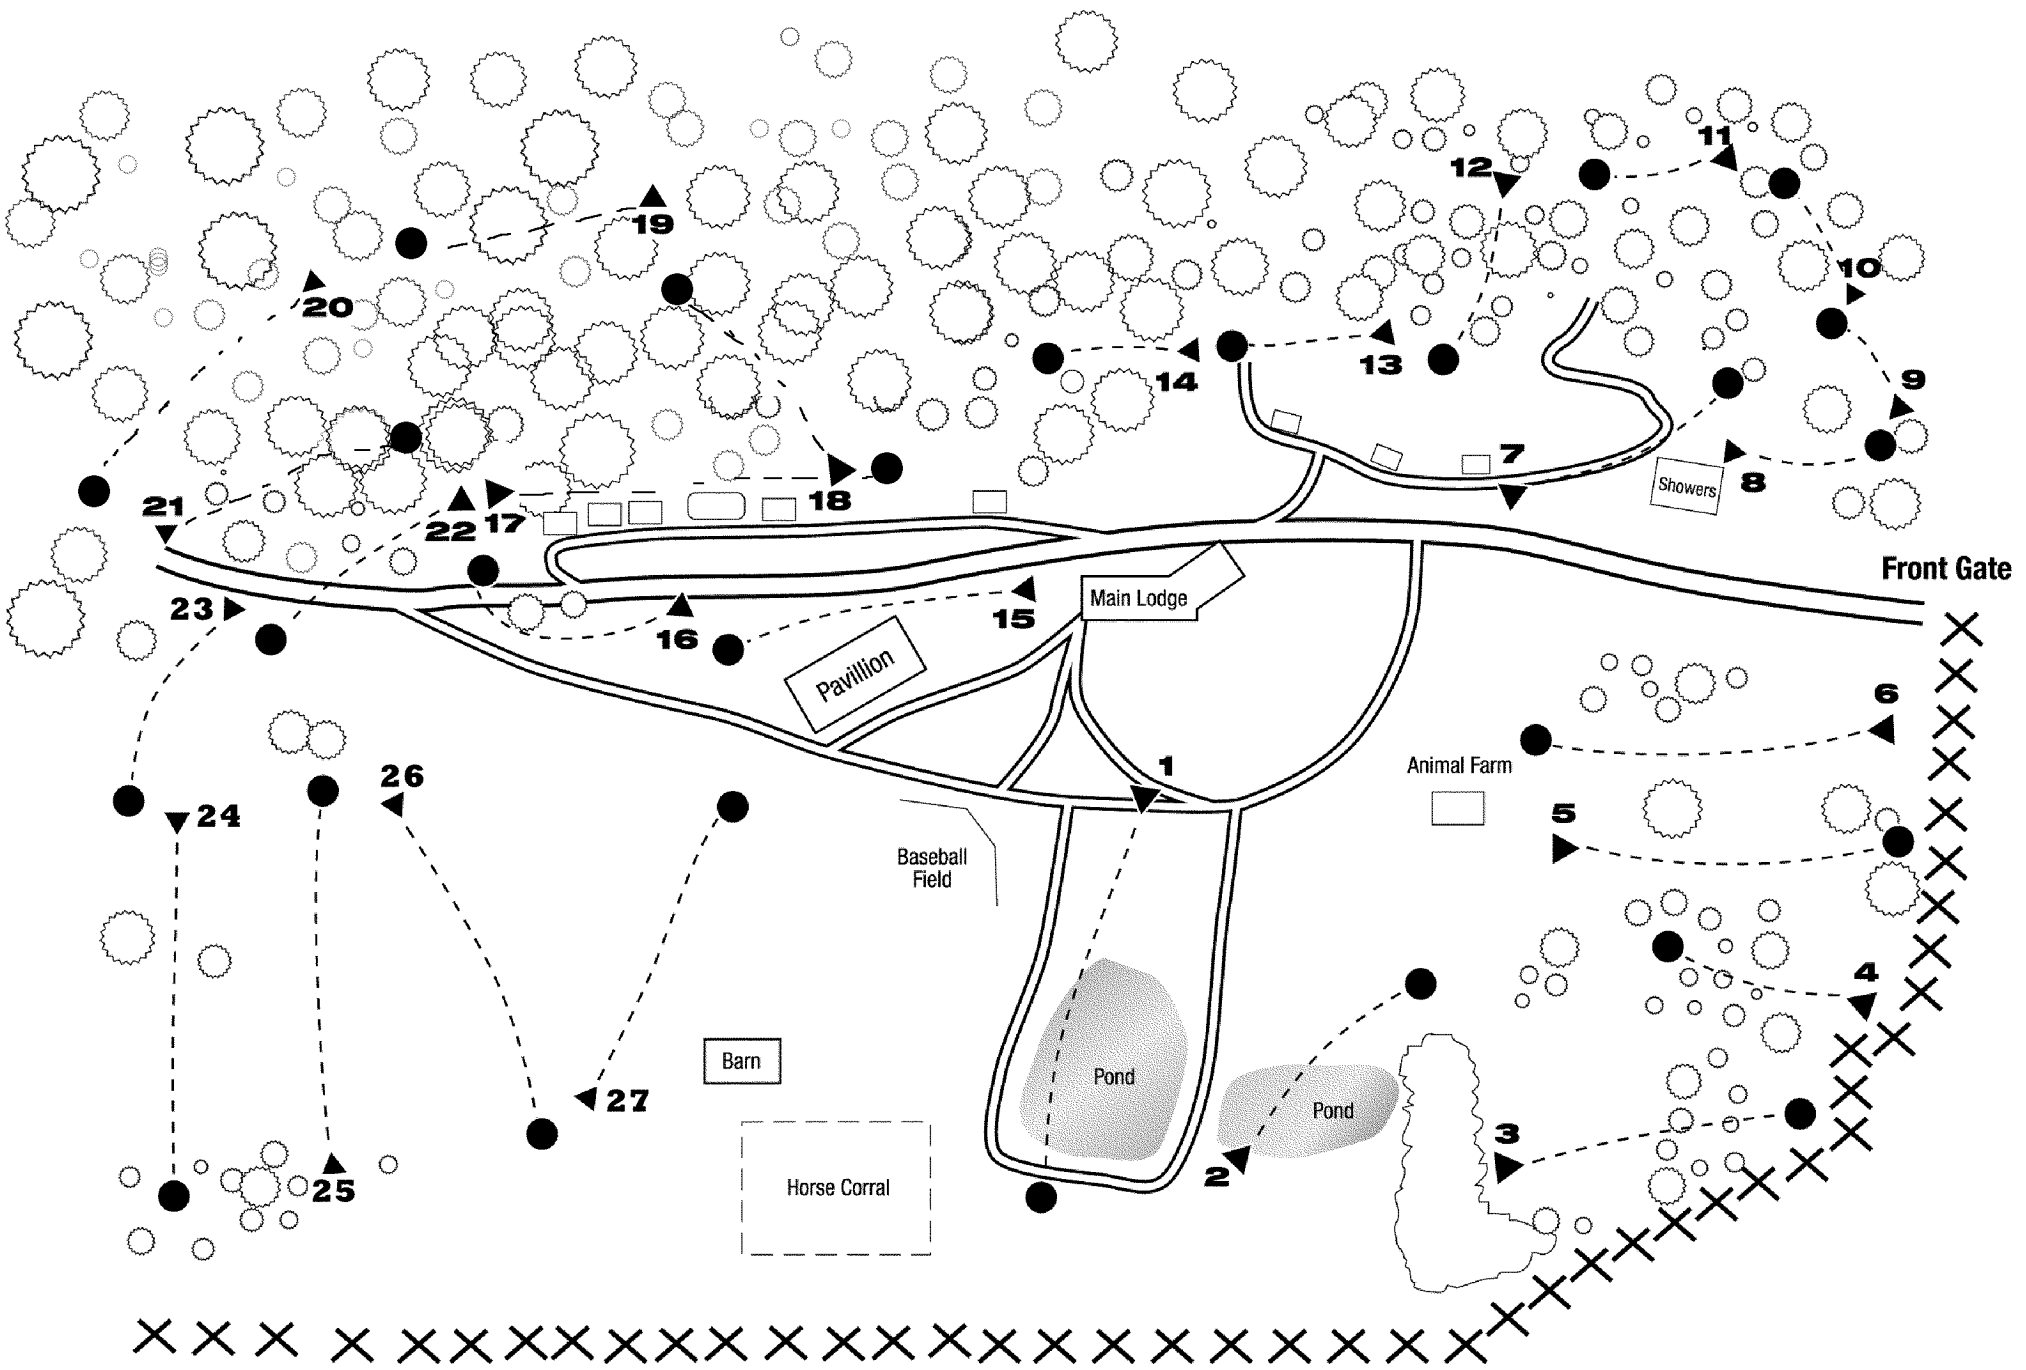 11
12
19
10
20
13
14
9
7
18
8
Showers
21
22
17
Front Gate
23
15
Main Lodge
16
Pavillion
6
1
Animal Farm
26
24
5
Baseball
Field
4
Barn
Pond
Pond
27
3
2
25
Horse Corral